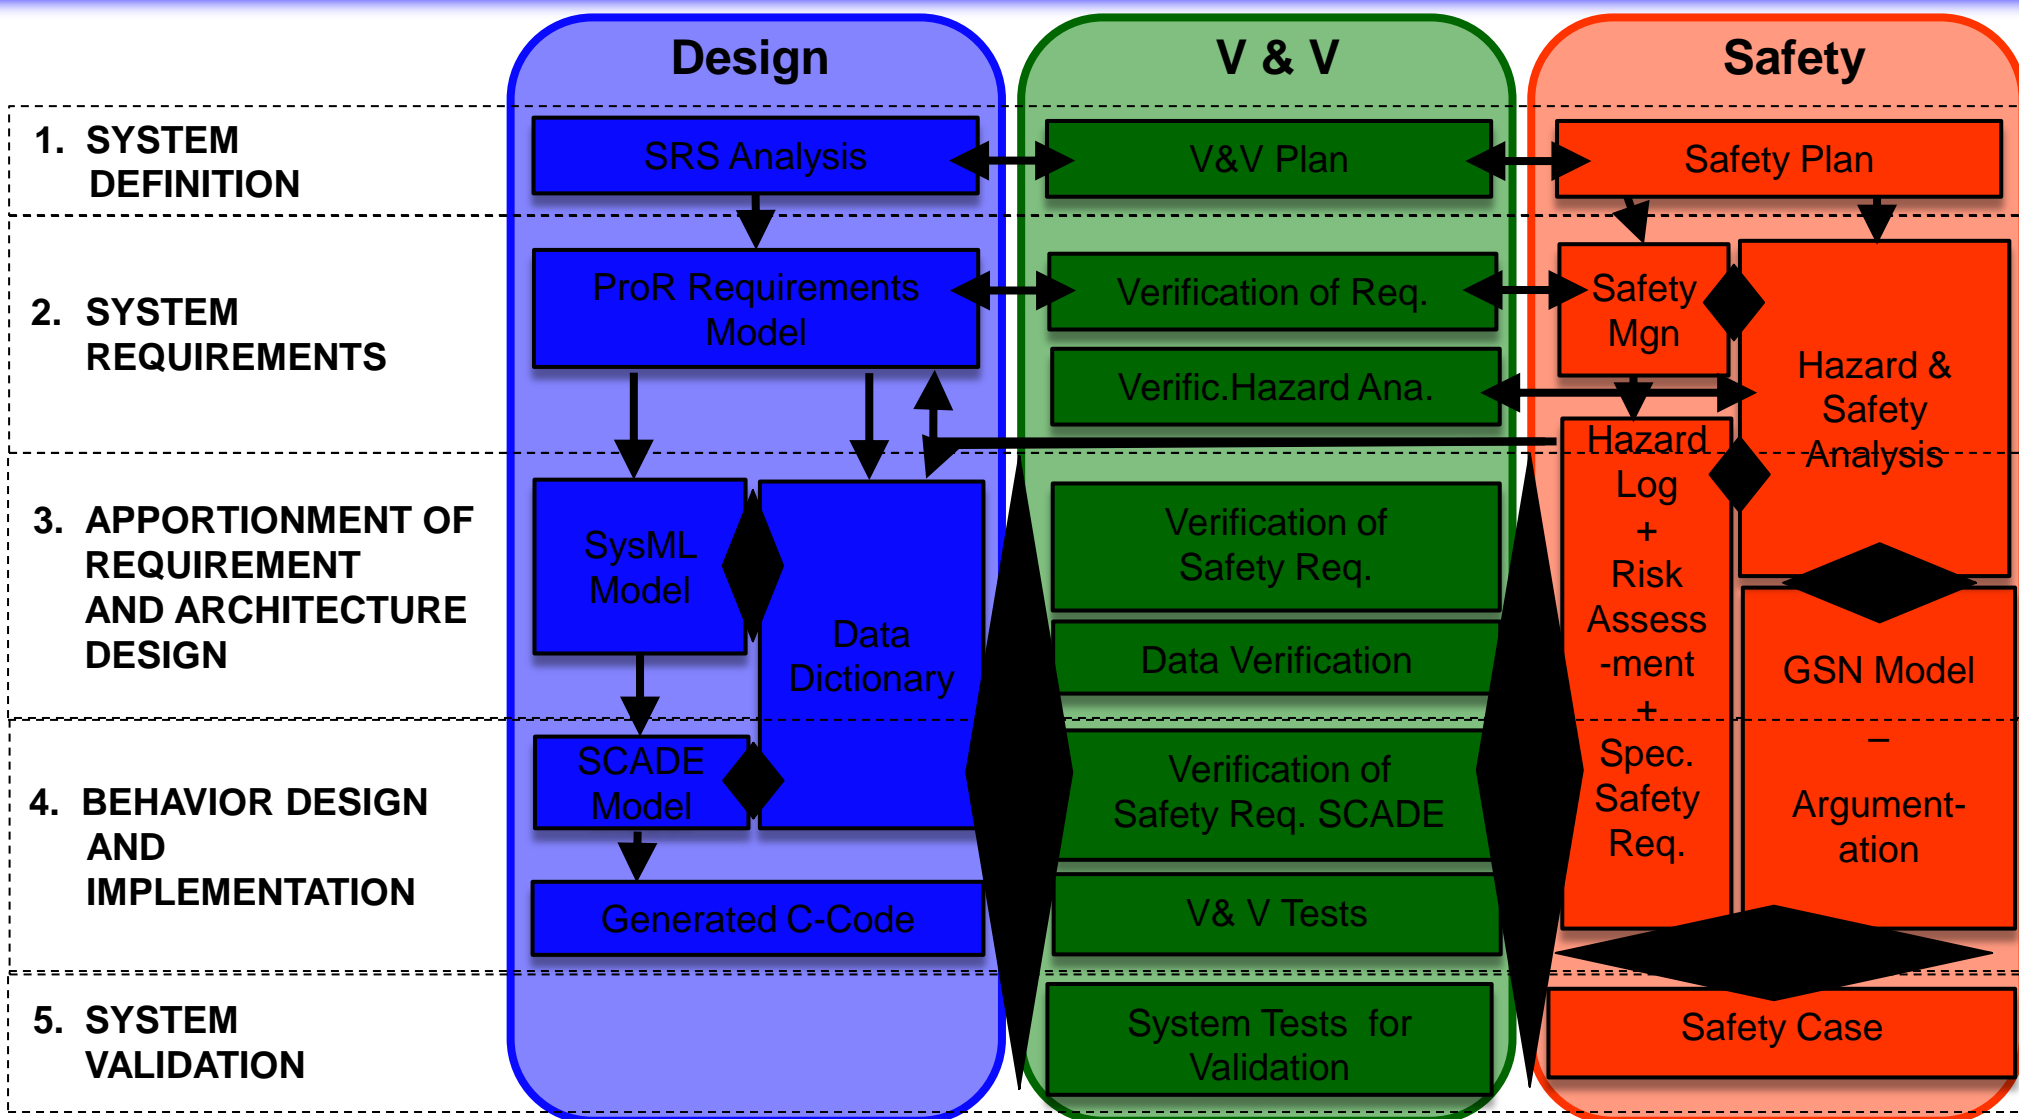 Design
V & V
Safety
1. SYSTEM
DEFINITION
SRS Analysis
V&V Plan
Safety Plan
2. SYSTEM
REQUIREMENTS
ProR Requirements
Model
Verification of Req.
Verific.Hazard Ana.
Safety
Mgn
Hazard &
Safety
Analysis
3. APPORTIONMENT OF
REQUIREMENT
AND ARCHITECTURE
DESIGN
SysML
Model
Data
Dictionary
Verification of
Safety Req.
Data Verification
Hazard
Log
+
Risk
Assess
-ment
+
Spec.
Safety
Req.
GSN Model
–
Argument-
ation
4. BEHAVIOR DESIGN
AND
IMPLEMENTATION
SCADE
Model
Generated C-Code
Verification of
Safety Req. SCADE
V& V Tests
5. SYSTEM
VALIDATION
System Tests for
Validation
Safety Case